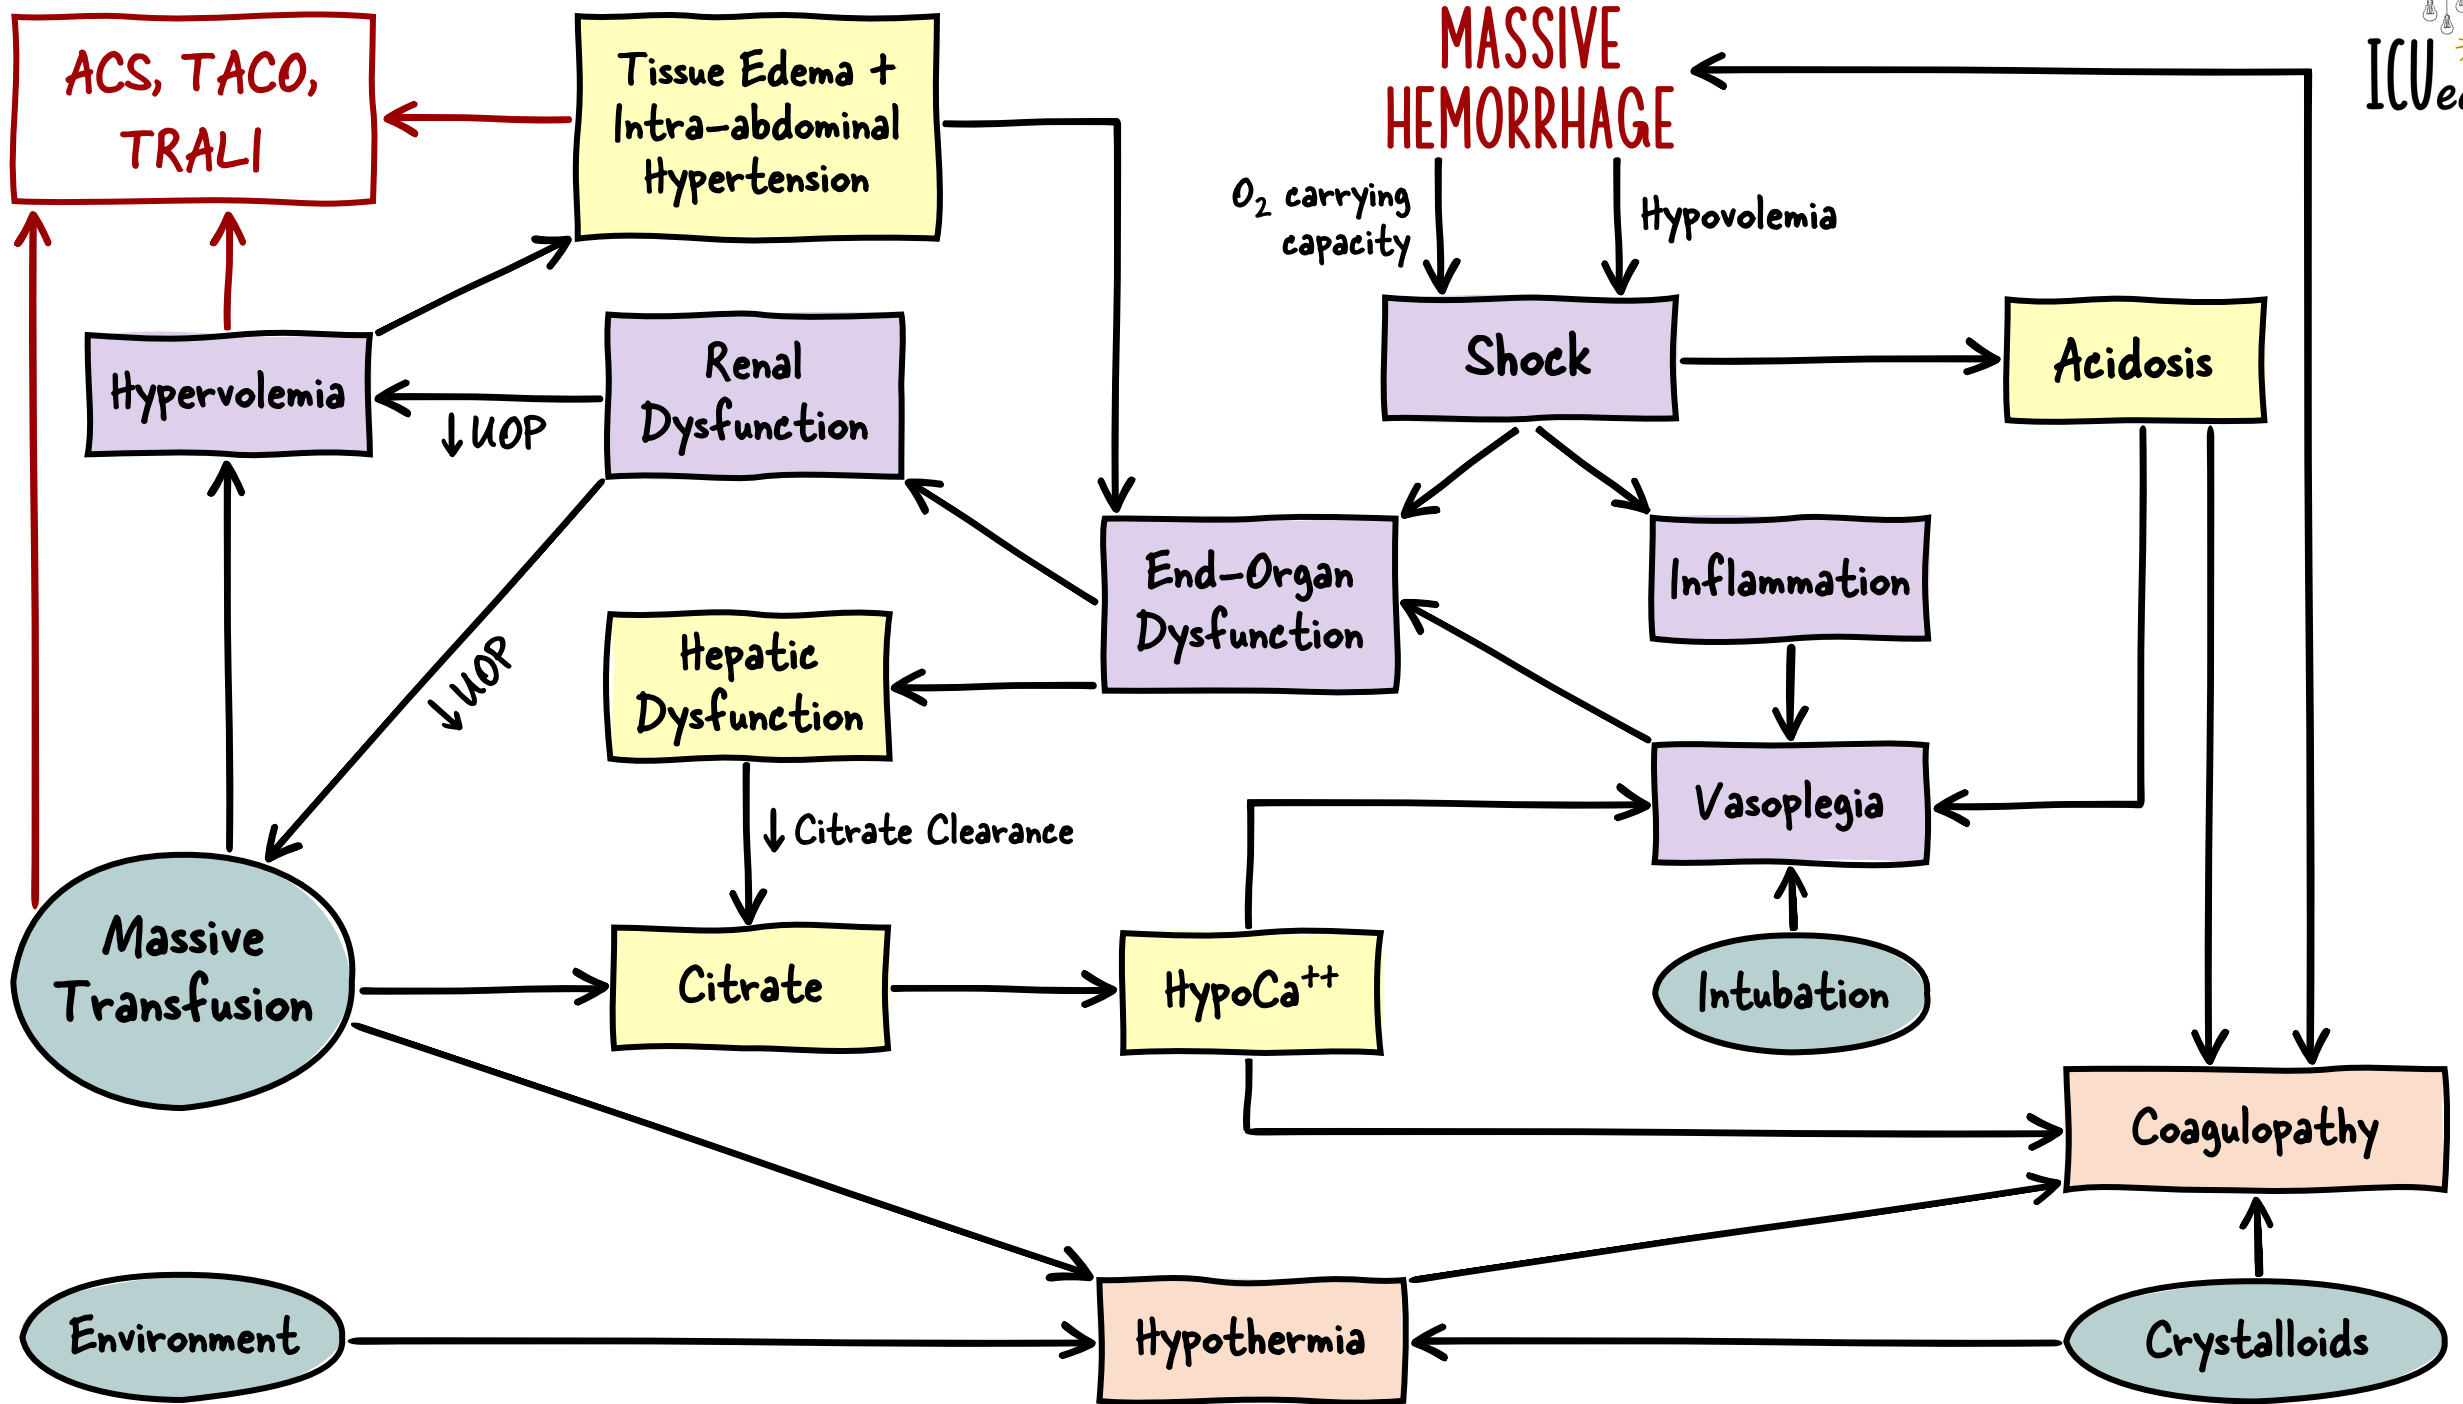 ACS, TACO,
TRALI
Tissue Edema +
Intra-abdominal
Hypertension
MASSIVE
HEMORRHAGE
O₂ carrying
capacity
Hypovolemia
Shock
Acidosis
Hypervolemia
↓ UOP
Renal
Dysfunction
End-Organ
Dysfunction
Inflammation
↓ UOP
Hepatic
Dysfunction
↓ Citrate Clearance
Vasoplegia
Massive
Transfusion
Citrate
HypoCa⁺⁺
Intubation
Coagulopathy
Environment
Hypothermia
Crystalloids